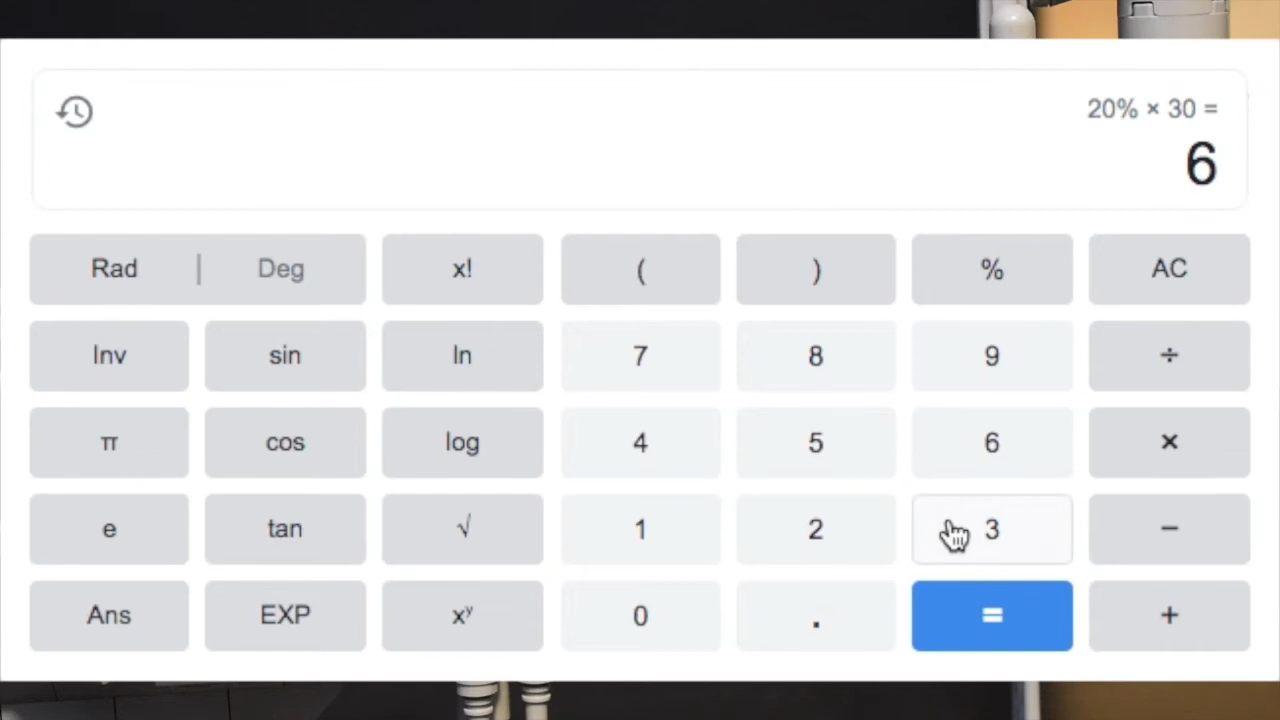 20% × 30 =
6
Rad | Deg x! ( ) % AC
Inv sin ln 7 8 9 ÷
π cos log 4 5 6 ×
e tan √ 1 2 3 −
Ans EXP xʸ 0 . = +